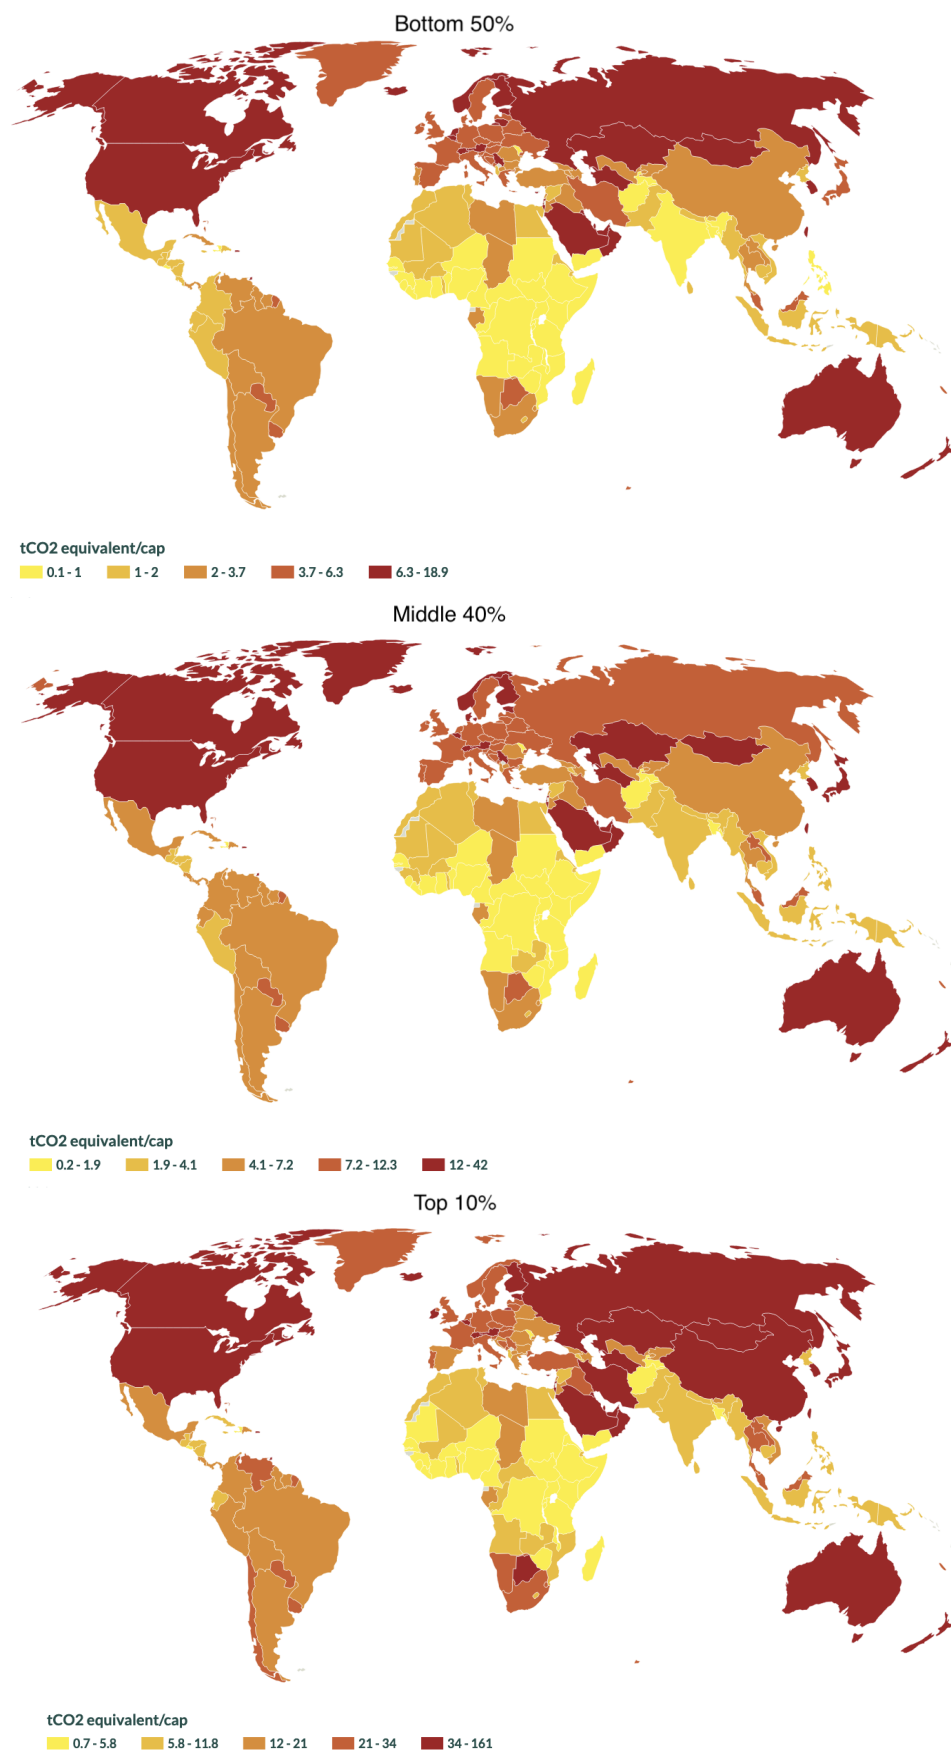 Bottom 50%
tCO2 equivalent/cap
0.1 - 1 1 - 2 2 - 3.7 3.7 - 6.3 6.3 - 18.9
Middle 40%
tCO2 equivalent/cap
0.2 - 1.9 1.9 - 4.1 4.1 - 7.2 7.2 - 12.3 12 - 42
Top 10%
tCO2 equivalent/cap
0.7 - 5.8 5.8 - 11.8 12 - 21 21 - 34 34 - 161